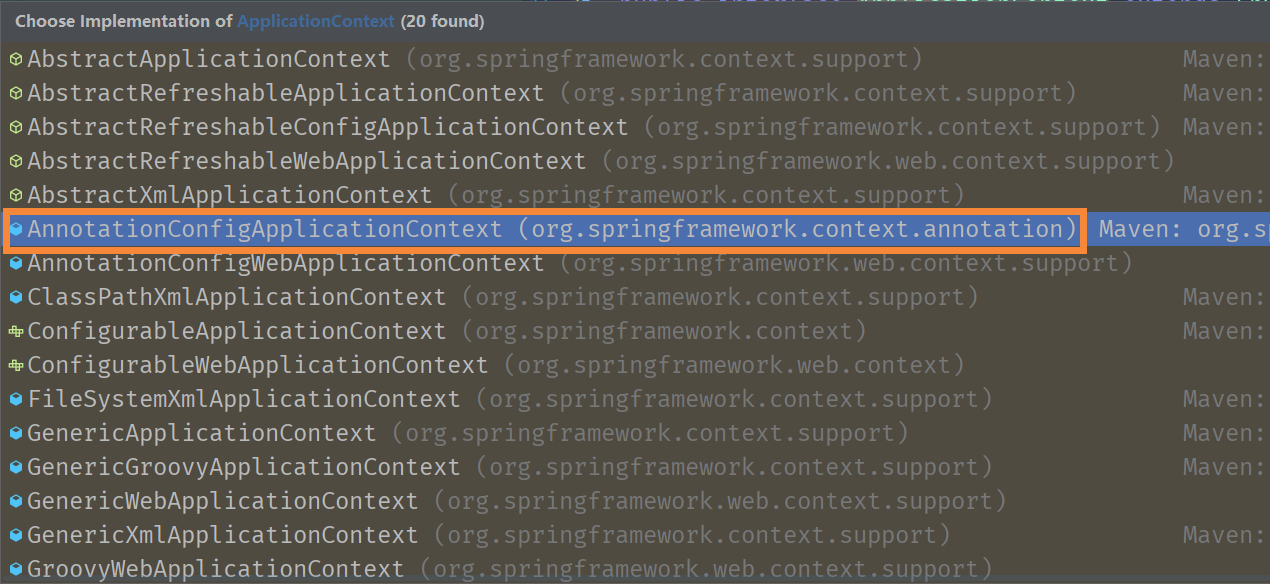 Choose Implementation of ApplicationContext (20 found)
AbstractApplicationContext (org.springframework.context.support) Maven:
AbstractRefreshableApplicationContext (org.springframework.context.support) Maven:
AbstractRefreshableConfigApplicationContext (org.springframework.context.support) Maven:
AbstractRefreshableWebApplicationContext (org.springframework.web.context.support)
AbstractXmlApplicationContext (org.springframework.context.support) Maven:
AnnotationConfigApplicationContext (org.springframework.context.annotation) Maven: org.sp
AnnotationConfigWebApplicationContext (org.springframework.web.context.support)
ClassPathXmlApplicationContext (org.springframework.context.support) Maven:
ConfigurableApplicationContext (org.springframework.context) Maven:
ConfigurableWebApplicationContext (org.springframework.web.context)
FileSystemXmlApplicationContext (org.springframework.context.support) Maven:
GenericApplicationContext (org.springframework.context.support) Maven:
GenericGroovyApplicationContext (org.springframework.context.support) Maven:
GenericWebApplicationContext (org.springframework.web.context.support)
GenericXmlApplicationContext (org.springframework.context.support) Maven:
GroovyWebApplicationContext (org.springframework.web.context.support)